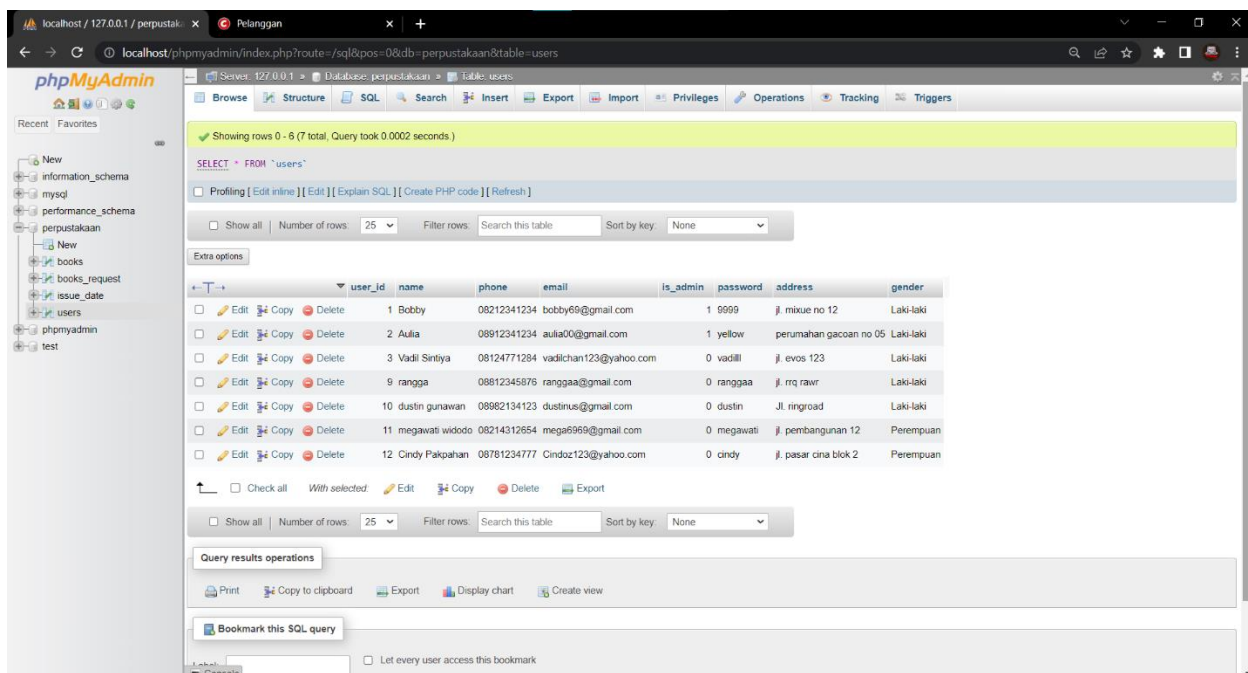 localhost / 127.0.0.1 / perpustaka
Pelanggan
localhost/phpmyadmin/index.php?route=/sql&pos=0&db=perpustakaan&table=users
phpMyAdmin
Recent Favorites
New
information_schema
mysql
performance_schema
perpustakaan
New
books
books_request
issue_date
users
phpmyadmin
test
Server: 127.0.0.1 » Database: perpustakaan » Table: users
Browse Structure SQL Search Insert Export Import Privileges Operations Tracking Triggers
Showing rows 0 - 6 (7 total, Query took 0.0002 seconds.)
SELECT * FROM `users`
Profiling [ Edit inline ] [ Edit ] [ Explain SQL ] [ Create PHP code ] [ Refresh ]
Show all | Number of rows: 25 Filter rows: Search this table Sort by key: None
Extra options
user_id name phone email is_admin password address gender
Edit Copy Delete 1 Bobby 08212341234 bobby69@gmail.com 1 9999 jl. mixue no 12 Laki-laki
Edit Copy Delete 2 Aulia 08912341234 aulia00@gmail.com 1 yellow perumahan gacoan no 05 Laki-laki
Edit Copy Delete 3 Vadil Sintiya 08124771284 vadilchan123@yahoo.com 0 vadilll jl. evos 123 Laki-laki
Edit Copy Delete 9 rangga 08812345876 ranggaa@gmail.com 0 ranggaa jl. rrq rawr Laki-laki
Edit Copy Delete 10 dustin gunawan 08982134123 dustinus@gmail.com 0 dustin Jl. ringroad Laki-laki
Edit Copy Delete 11 megawati widodo 08214312654 mega6969@gmail.com 0 megawati jl. pembangunan 12 Perempuan
Edit Copy Delete 12 Cindy Pakpahan 08781234777 Cindoz123@yahoo.com 0 cindy jl. pasar cina blok 2 Perempuan
Check all With selected: Edit Copy Delete Export
Show all | Number of rows: 25 Filter rows: Search this table Sort by key: None
Query results operations
Print Copy to clipboard Export Display chart Create view
Bookmark this SQL query
Label: Let every user access this bookmark
Console